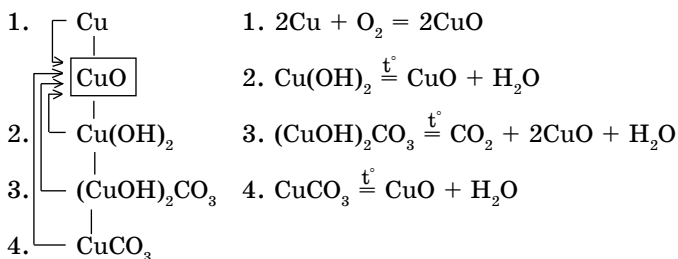 1. Cu 1. 2Cu + O₂ = 2CuO
CuO 2. Cu(OH)₂ t° = CuO + H₂O
2. Cu(OH)₂ 3. (CuOH)₂CO₃ t° = CO₂ + 2CuO + H₂O
3. (CuOH)₂CO₃ 4. CuCO₃ t° = CuO + H₂O
4. CuCO₃